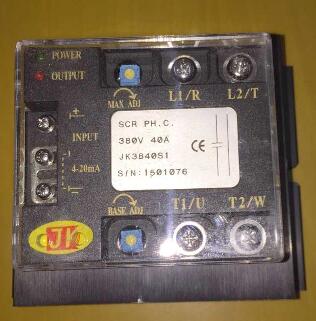 POWER
OUTPUT
MAX ADJ
L1/R
L2/T
+
INPUT
4-20mA
-
SCR PH.C.
380V 40A
JK3840S1
S/N:1501076
CE
BASE ADJ
T1/U
T2/W
JK